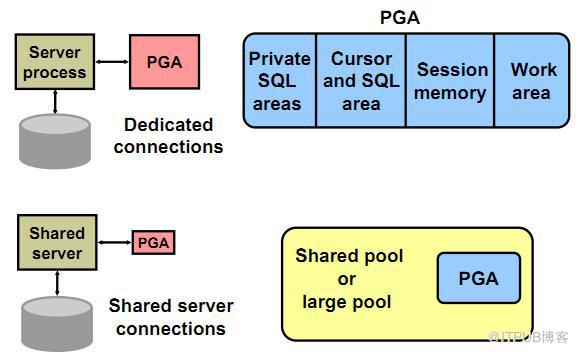 PGA
Server
process
PGA
Private
SQL
areas
Cursor
and SQL
area
Session
memory
Work
area
Dedicated
connections
Shared
server
PGA
Shared server
connections
Shared pool
or
large pool
PGA
@ITPUB博客